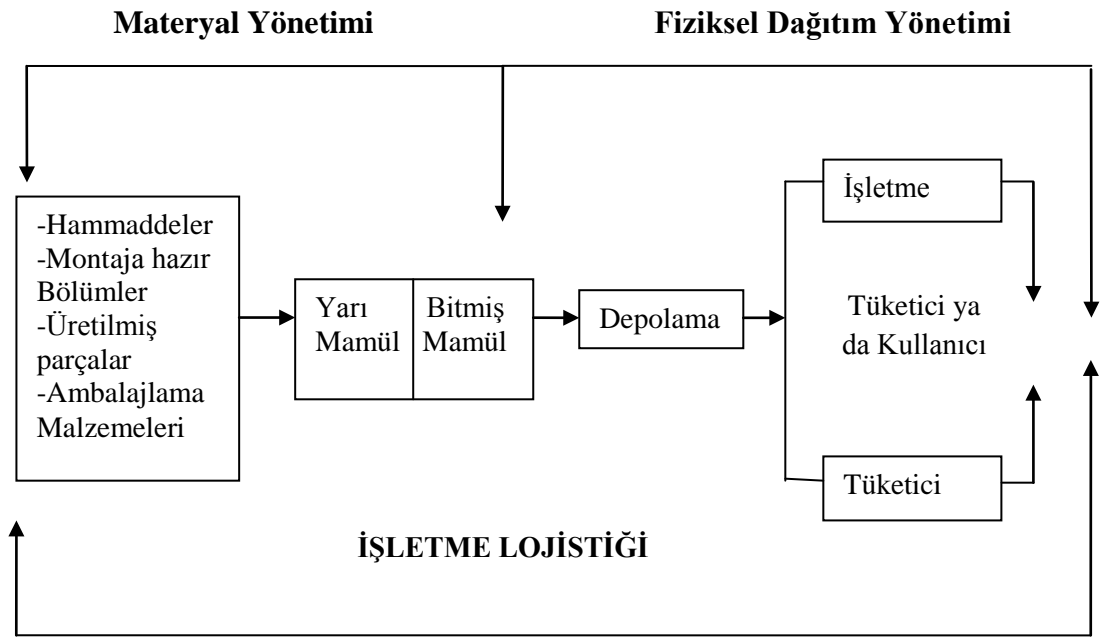 Materyal Yönetimi
Fiziksel Dağıtım Yönetimi
-Hammaddeler
-Montaja hazır
Bölümler
-Üretilmiş
parçalar
-Ambalajlama
Malzemeleri
Yarı
Mamül
Bitmiş
Mamül
Depolama
İşletme
Tüketici ya
da Kullanıcı
Tüketici
İŞLETME LOJİSTİĞİ